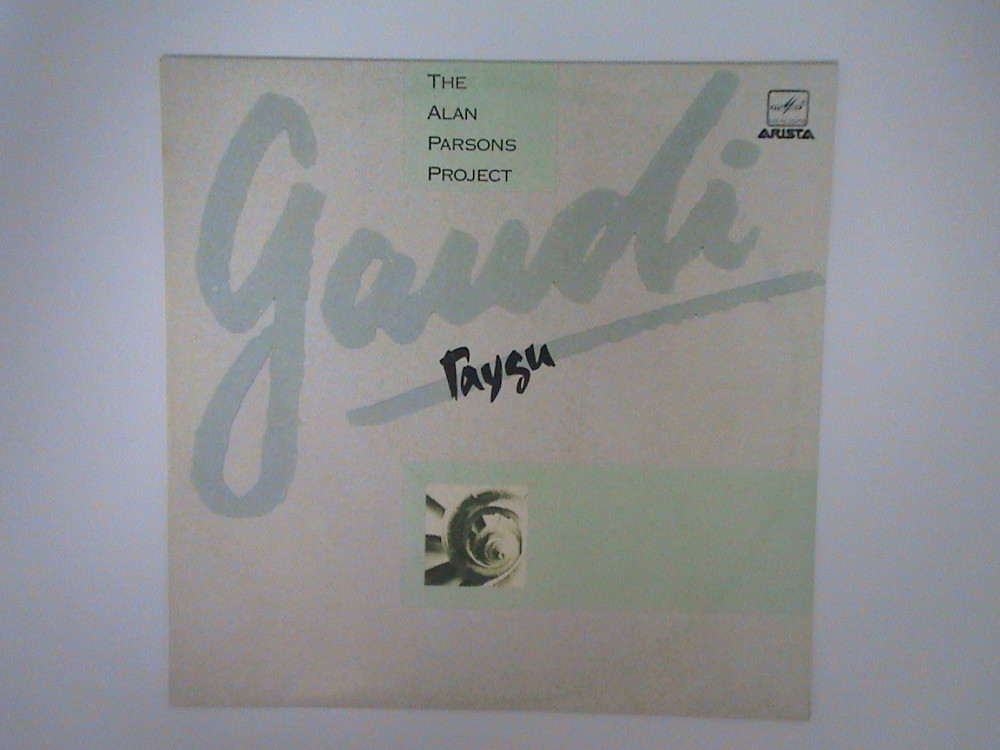 THE
ALAN
PARSONS
PROJECT
ARISTA
gaudi
Гауди